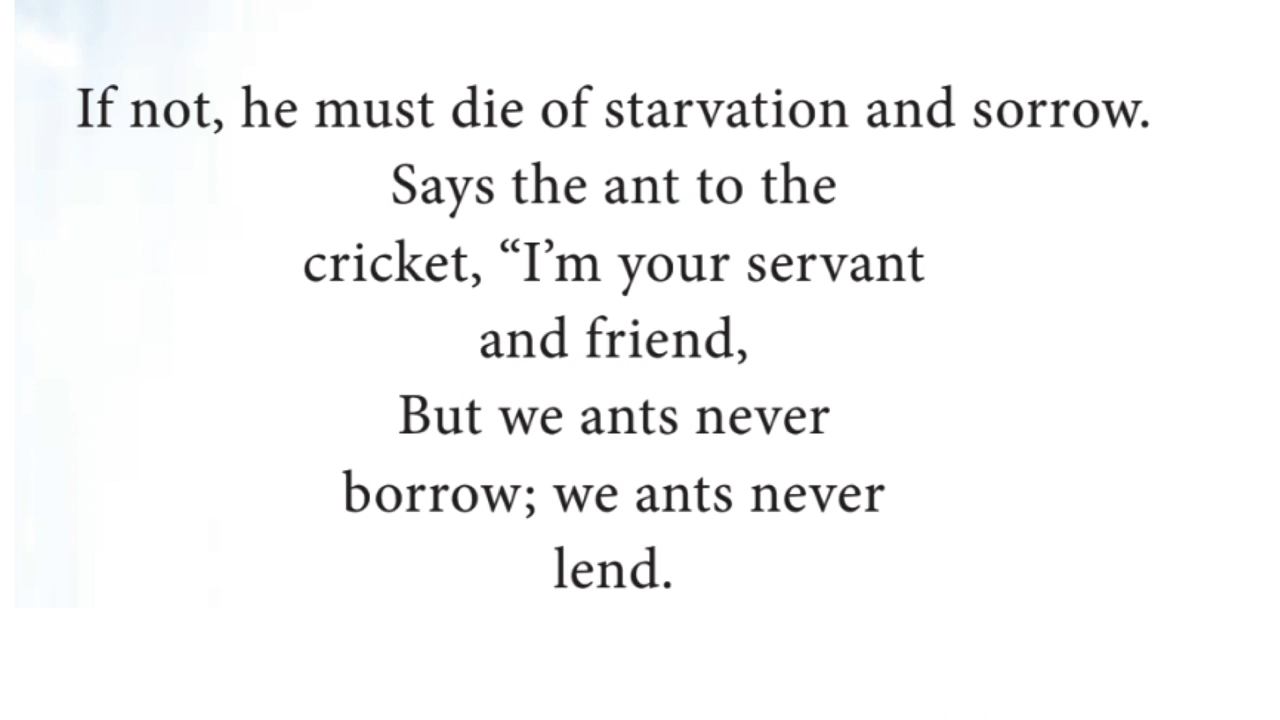 If not, he must die of starvation and sorrow.
Says the ant to the
cricket, “I’m your servant
and friend,
But we ants never
borrow; we ants never
lend.